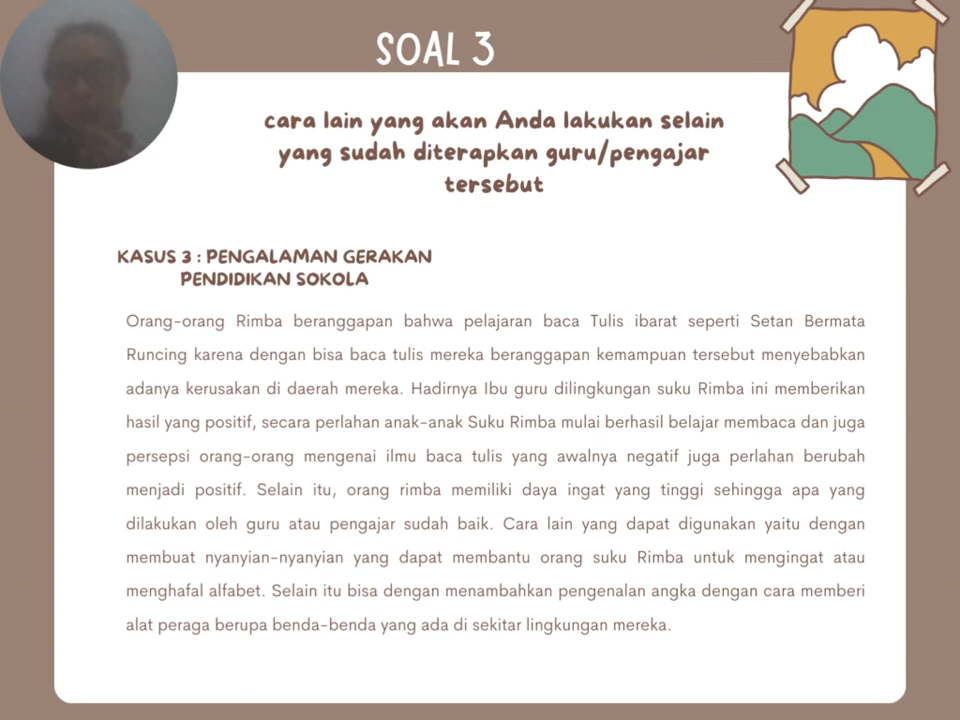 SOAL 3
cara lain yang akan Anda lakukan selain
yang sudah diterapkan guru/pengajar
tersebut
KASUS 3 : PENGALAMAN GERAKAN
PENDIDIKAN SOKOLA
Orang-orang Rimba beranggapan bahwa pelajaran baca Tulis ibarat seperti Setan Bermata
Runcing karena dengan bisa baca tulis mereka beranggapan kemampuan tersebut menyebabkan
adanya kerusakan di daerah mereka. Hadirnya Ibu guru dilingkungan suku Rimba ini memberikan
hasil yang positif, secara perlahan anak-anak Suku Rimba mulai berhasil belajar membaca dan juga
persepsi orang-orang mengenai ilmu baca tulis yang awalnya negatif juga perlahan berubah
menjadi positif. Selain itu, orang rimba memiliki daya ingat yang tinggi sehingga apa yang
dilakukan oleh guru atau pengajar sudah baik. Cara lain yang dapat digunakan yaitu dengan
membuat nyanyian-nyanyian yang dapat membantu orang suku Rimba untuk mengingat atau
menghafal alfabet. Selain itu bisa dengan menambahkan pengenalan angka dengan cara memberi
alat peraga berupa benda-benda yang ada di sekitar lingkungan mereka.